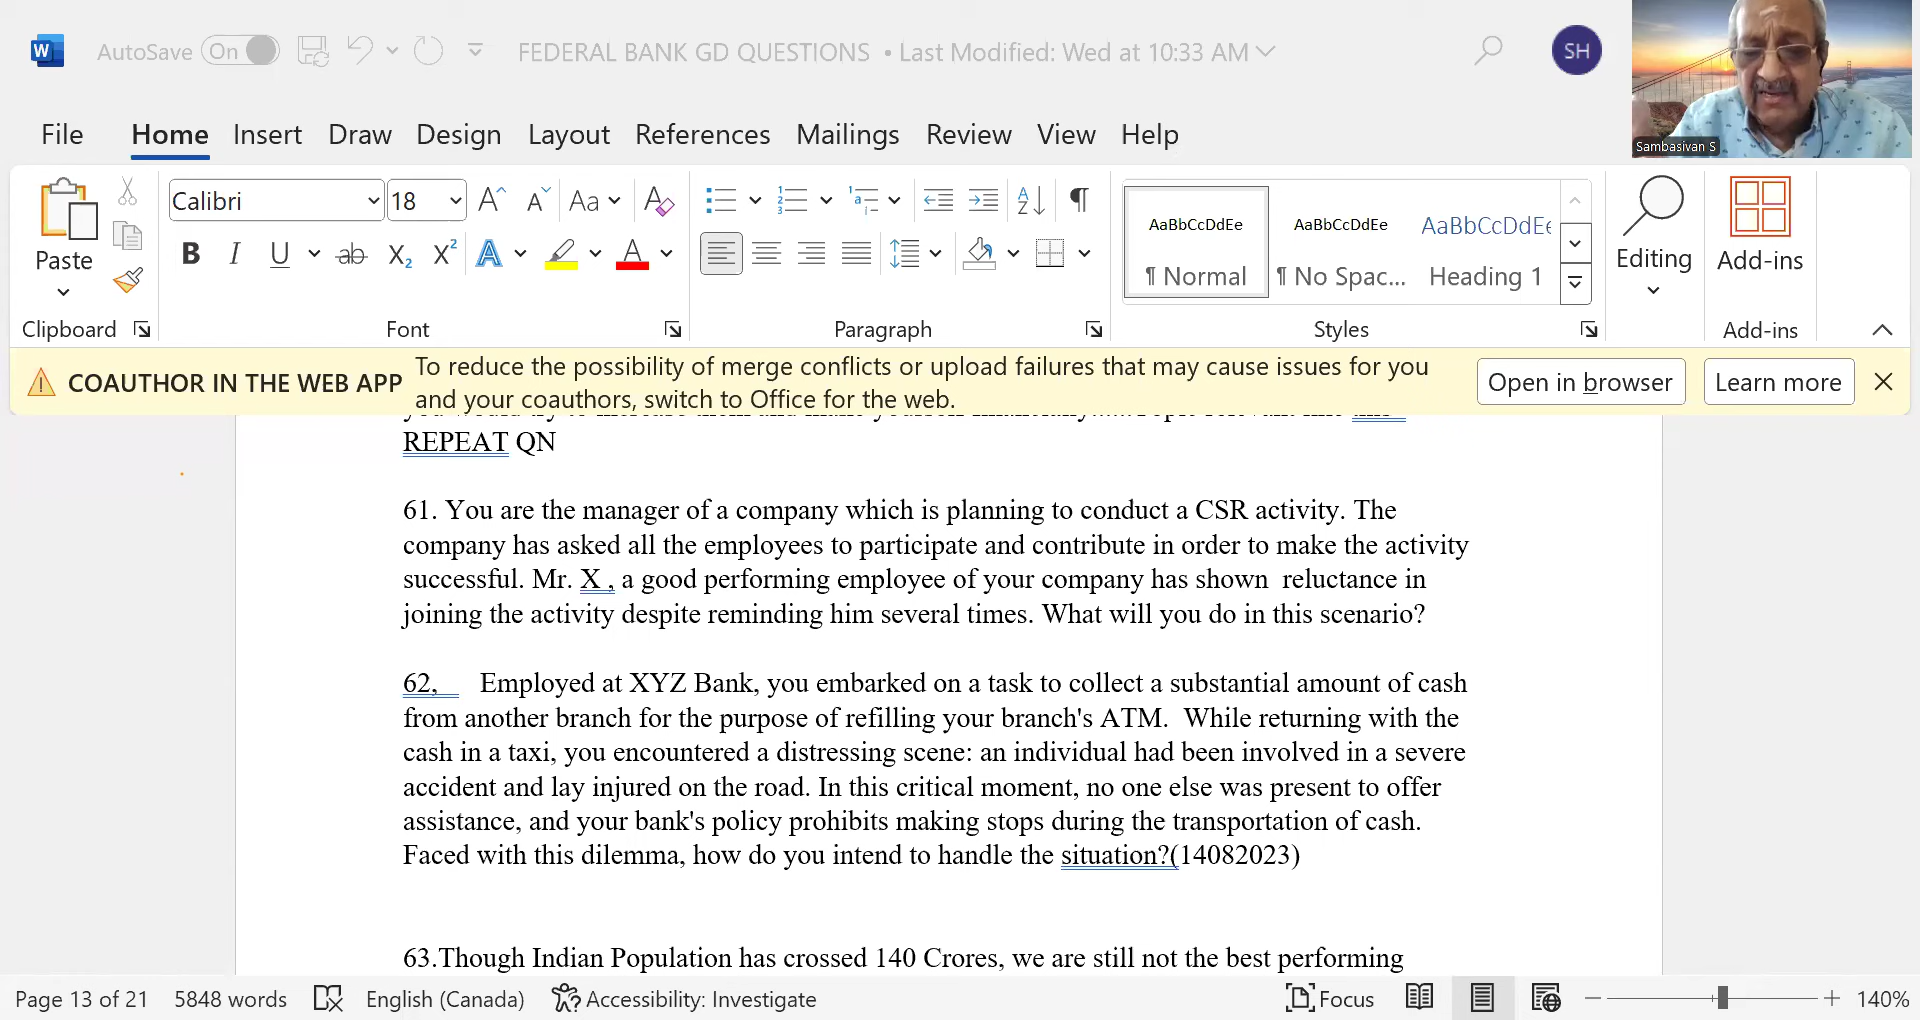 AutoSave On FEDERAL BANK GD QUESTIONS • Last Modified: Wed at 10:33 AM SH
Sambasivan S
File Home Insert Draw Design Layout References Mailings Review View Help
Paste
Clipboard
Calibri 18 A A Aa A
B I U ab X₂ X² A A
Font
Paragraph
AaBbCcDdEe AaBbCcDdEe AaBbCcDdEe
¶ Normal ¶ No Spac... Heading 1
Styles
Editing
Add-ins
Add-ins
COAUTHOR IN THE WEB APP To reduce the possibility of merge conflicts or upload failures that may cause issues for you
and your coauthors, switch to Office for the web.
Open in browser Learn more
REPEAT QN
61. You are the manager of a company which is planning to conduct a CSR activity. The
company has asked all the employees to participate and contribute in order to make the activity
successful. Mr. X , a good performing employee of your company has shown  reluctance in
joining the activity despite reminding him several times. What will you do in this scenario?
62,    Employed at XYZ Bank, you embarked on a task to collect a substantial amount of cash
from another branch for the purpose of refilling your branch's ATM.  While returning with the
cash in a taxi, you encountered a distressing scene: an individual had been involved in a severe
accident and lay injured on the road. In this critical moment, no one else was present to offer
assistance, and your bank's policy prohibits making stops during the transportation of cash.
Faced with this dilemma, how do you intend to handle the situation?(14082023)
63.Though Indian Population has crossed 140 Crores, we are still not the best performing
Page 13 of 21 5848 words English (Canada) Accessibility: Investigate Focus 140%